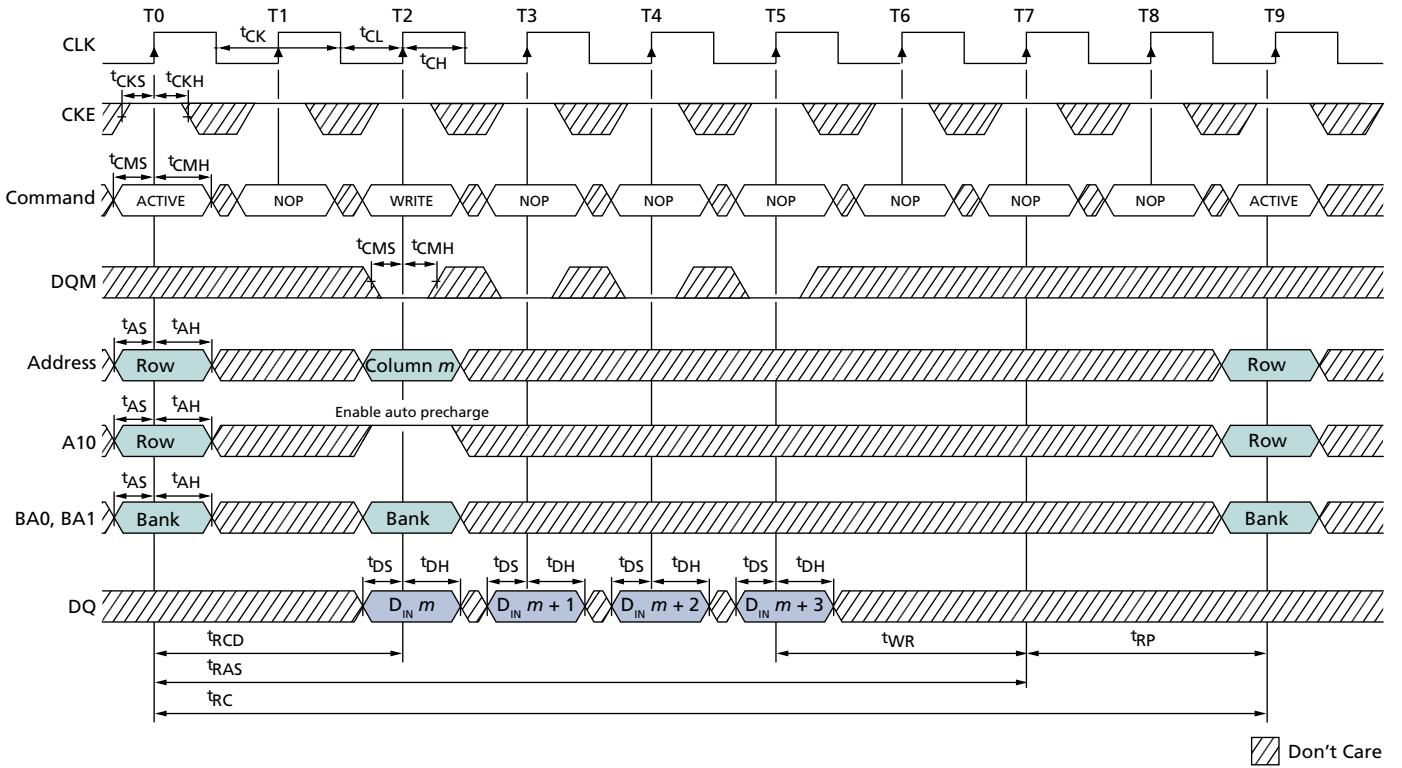 T0 T1 T2 T3 T4 T5 T6 T7 T8 T9
CLK tCK tCL tCH
tCKS tCKH
CKE
tCMS tCMH
Command ACTIVE NOP WRITE NOP NOP NOP NOP NOP NOP ACTIVE
tCMS tCMH
DQM
tAS tAH
Address Row Column m Row
tAS tAH Enable auto precharge
A10 Row Row
tAS tAH
BA0, BA1 Bank Bank Bank
tDS tDH tDS tDH tDS tDH tDS tDH
DQ DIN m DIN m + 1 DIN m + 2 DIN m + 3
tRCD tWR tRP
tRAS
tRC
Don't Care